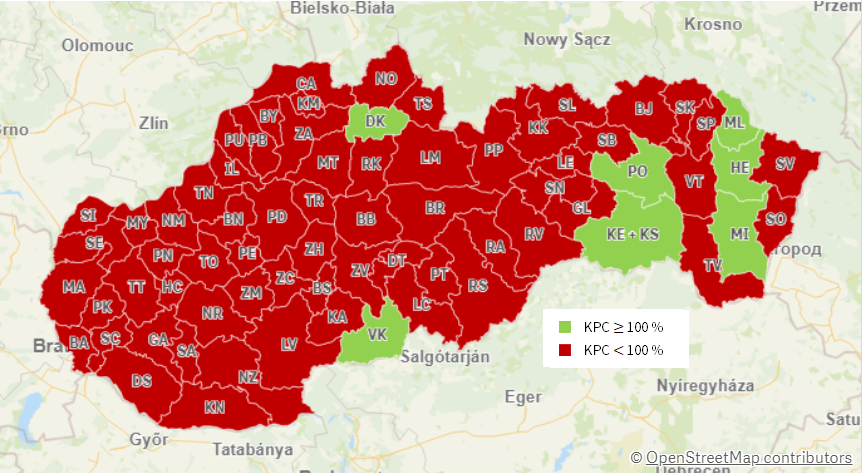 Bielsko-Biała
Przem
Krosno
Olomouc
Nowy Sącz
CA
NO
KM
TS
SL
BJ
SK
BY
DK
SP
ML
Brno
Zlín
ZA
KK
PU
PB
SB
MT
RK
LM
PP
LE
HE
SV
IL
PO
VT
TN
SN
TR
GL
SI
MY
NM
BN
PD
BB
BR
SO
RV
KE + KS
MI
SE
RA
PN
PE
ZH
gopoд
TO
DT
TV
ZV
PT
MA
TT
HC
ZC
BS
RS
ZM
PK
LC
NR
KA
KPC ≥ 100 %
Bra
BA
SC
GA
SA
LV
VK
KPC < 100 %
Salgótarján
DS
NZ
Nyíregyháza
Eger
KN
Satu
Győr
Tatabánya
© OpenStreetMap contributors
Debrecen